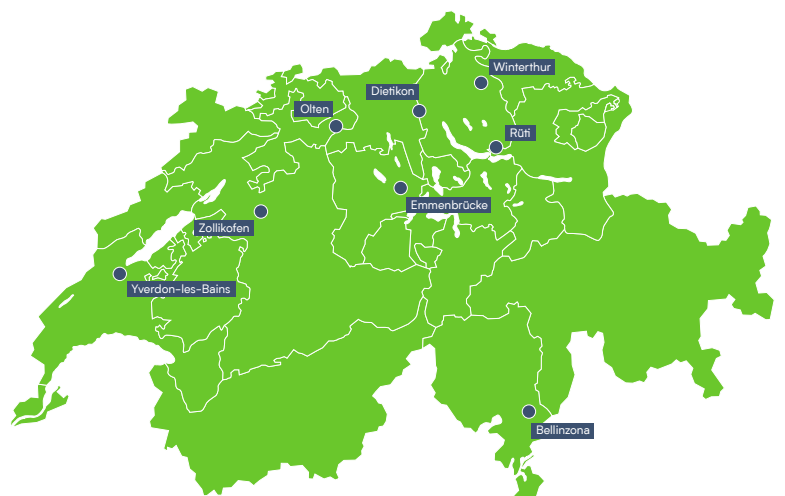 Winterthur
Dietikon
Olten
Rüti
Emmenbrücke
Zollikofen
Yverdon-les-Bains
Bellinzona